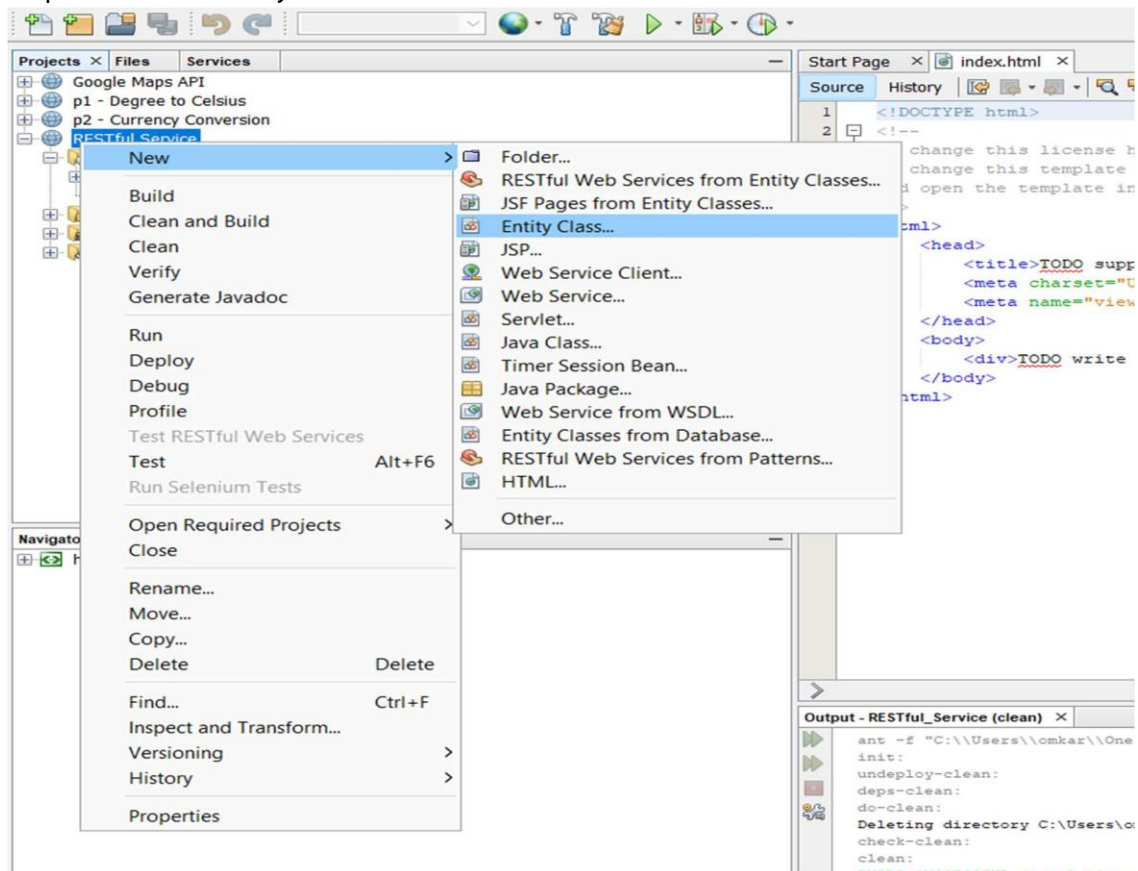 Projects Files Services
Google Maps API
p1 - Degree to Celsius
p2 - Currency Conversion
RESTful Service
New
Build
Clean and Build
Clean
Verify
Generate Javadoc
Run
Deploy
Debug
Profile
Test RESTful Web Services
Test Alt+F6
Run Selenium Tests
Open Required Projects
Close
Rename...
Move...
Copy...
Delete Delete
Find... Ctrl+F
Inspect and Transform...
Versioning
History
Properties
Folder...
RESTful Web Services from Entity Classes...
JSF Pages from Entity Classes...
Entity Class...
JSP...
Web Service Client...
Web Service...
Servlet...
Java Class...
Timer Session Bean...
Java Package...
Web Service from WSDL...
Entity Classes from Database...
RESTful Web Services from Patterns...
HTML...
Other...
Navigato
Start Page index.html
Source History
1 <!DOCTYPE html>
2 <!--
change this license h
change this template
open the template in
>
tml>
<head>
<title>TODO supp
<meta charset="U
<meta name="view
</head>
<body>
<div>TODO write
</body>
html>
Output - RESTful_Service (clean)
ant -f "C:\\Users\\omkar\\One
init:
undeploy-clean:
deps-clean:
do-clean:
Deleting directory C:\Users\o
check-clean:
clean: